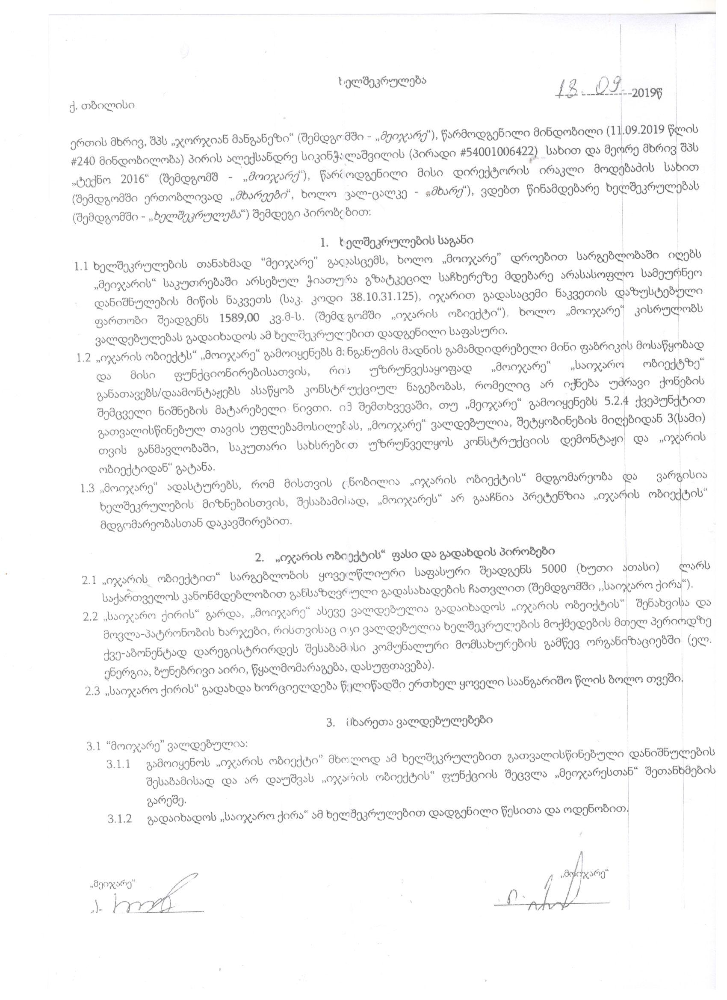 ხელშეკრულება
18. 09. 2019წ
ქ. თბილისი
ერთის მხრივ, შპს „ჯორჯიან მანგანეზი“ (შემდგომში - „მეიჯარე“), წარმოდგენილი მინდობილი (11.09.2019 წლის
#240 მინდობილობა) პირის ალექსანდრე სიკინჭალაშვილის (პირადი #54001006422) სახით და მეორე მხრივ შპს
„ტექნო 2016“ (შემდგომშ - „მოიჯარე“), წარმოდგენილი მისი დირექტორის ირაკლი მოდებაძის სახით
(შემდგომში ერთობლივად „მხარეები“, ხოლო ცალ-ცალკე - „მხარე“), ვდებთ წინამდებარე ხელშეკრულებას
(შემდგომში - „ხელშეკრულება“) შემდეგი პირობებით:
1. ხელშეკრულების საგანი
1.1 ხელშეკრულების თანახმად “მეიჯარე” გადასცემს, ხოლო „მოიჯარე” დროებით სარგებლობაში იღებს
„მეიჯარის“ საკუთრებაში არსებულ ჭიათურა გზატკეცილ საჩხერეზე მდებარე არასასოფლო სამეურნეო
დანიშნულების მიწის ნაკვეთს (საკ. კოდი 38.10.31.125), იჯარით გადასაცემი ნაკვეთის დაზუსტებული
ფართობი შეადგენს 1589,00 კვ.მ-ს. (შემდგომში „იჯარის ობიექტი“), ხოლო „მოიჯარე“ კისრულობს
ვალდებულებას გადაიხადოს ამ ხელშეკრულებით დადგენილი საფასური.
1.2 „იჯარის ობიექტს“ „მოიჯარე“ გამოიყენებს მანგანუმის მადნის გამამდიდრებელი მინი ფაბრიკის მოსაწყობად
და მისი ფუნქციონირებისათვის, რის უზრუნვესაყოფად „მოიჯარე“ „საიჯარო ობიექტზე“
განათავებს/დაამონტაჟებს ასაწყობ კონსტრუქციულ ნაგებობას, რომელიც არ იქნება უძრავი ქონების
შემცველი ნიშნების მატარებელი ნივთი. იმ შემთხვევაში, თუ „მეიჯარე“ გამოიყენებს 5.2.4 ქვეპუნქტით
გათვალისწინებულ თავის უფლებამოსილებას, „მოიჯარე“ ვალდებულია, შეტყობინების მიღებიდან 3(სამი)
თვის განმავლობაში, საკუთარი სახსრებით უზრუნველყოს კონსტრუქციის დემონტაჟი და „იჯარის
ობიექტიდან“ გატანა.
1.3 „მოიჯარე“ ადასტურებს, რომ მისთვის ცნობილია „იჯარის ობიექტის“ მდგომარეობა და ვარგისია
ხელშეკრულების მიზნებისთვის, შესაბამისად, „მოიჯარეს“ არ გააჩნია პრეტენზია „იჯარის ობიექტის“
მდგომარეობასთან დაკავშირებით.
2. „იჯარის ობიექტის“ ფასი და გადახდის პირობები
2.1 „იჯარის ობიექტით“ სარგებლობის ყოველწლიური საფასური შეადგენს 5000 (ხუთი ათასი) ლარს
საქართველოს კანონმდებლობით განსაზღვრული გადასახადების ჩათვლით (შემდგომში ,,საიჯარო ქირა“).
2.2 „საიჯარო ქირის“ გარდა, „მოიჯარე“ ასევე ვალდებულია გადაიხადოს „იჯარის ობეიქტის“ შენახვისა და
მოვლა-პატრონობის ხარჯები, რისთვისაც იგი ვალდებულია ხელშეკრულების მოქმედების მთელ პერიოდზე
ქვე-აბონენტად დარეგისტრირდეს შესაბამისი კომუნალური მომსახურების გამწევ ორგანიზაციებში (ელ.
ენერგია, ბუნებრივი აირი, წყალმომარაგება, დასუფთავება).
2.3 „საიჯარო ქირის“ გადახდა ხორციელდება წელიწადში ერთხელ ყოველი საანგარიშო წლის ბოლო თვეში.
3. მხარეთა ვალდებულებები
3.1 “მოიჯარე” ვალდებულია:
3.1.1 გამოიყენოს „იჯარის ობიექტი” მხოლოდ ამ ხელშეკრულებით გათვალისწინებული დანიშნულების
შესაბამისად და არ დაუშვას „იჯარის ობიექტის“ ფუნქციის შეცვლა „მეიჯარესთან“ შეთანხმების
გარეშე.
3.1.2 გადაიხადოს „საიჯარო ქირა“ ამ ხელშეკრულებით დადგენილი წესითა და ოდენობით.
„მეიჯარე“
„მოიჯარე“